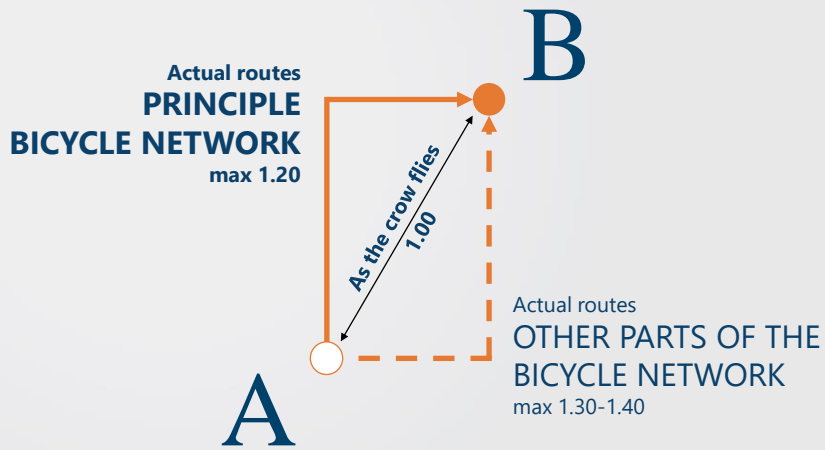 B
Actual routes
PRINCIPLE
BICYCLE NETWORK
max 1.20
As the crow flies
1.00
Actual routes
OTHER PARTS OF THE
BICYCLE NETWORK
max 1.30-1.40
A